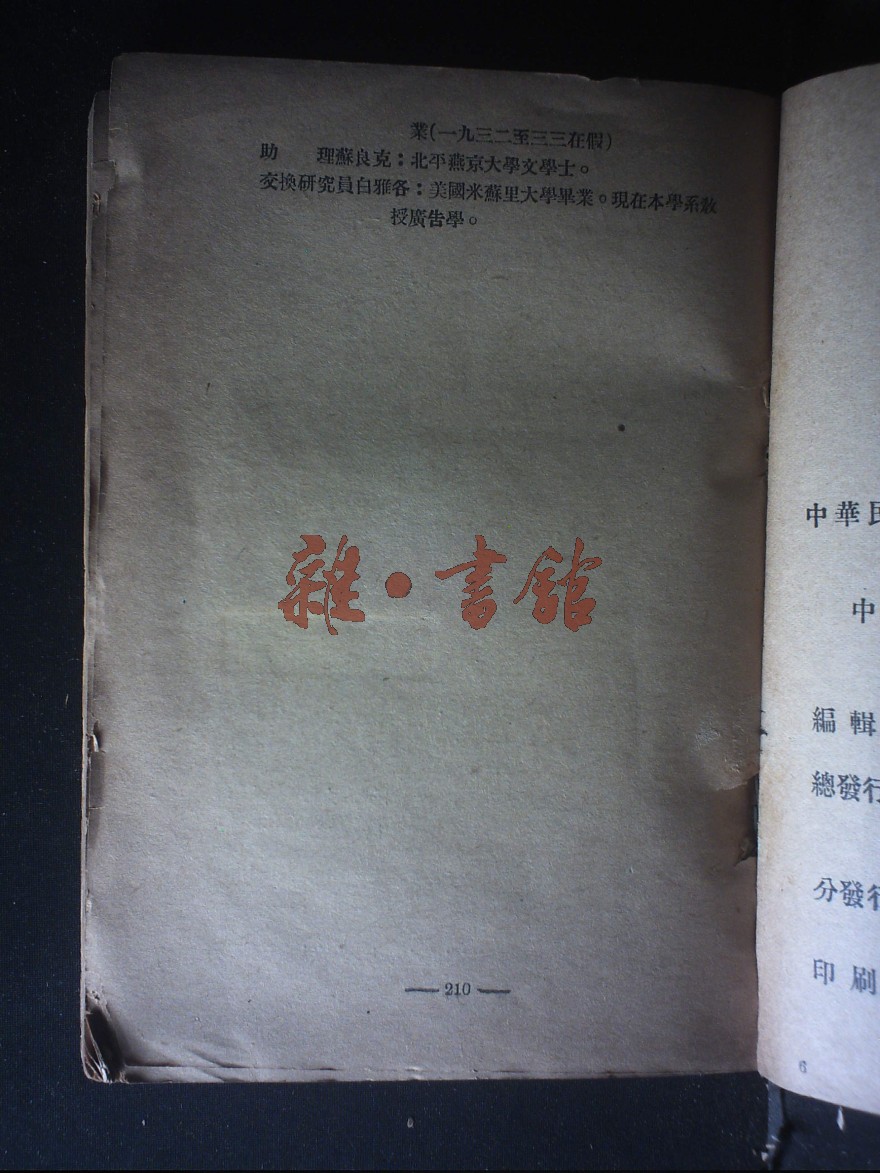 業(一九三二至三三在假)
助 理蘇良克：北平燕京大學文學士。
交換研究員白雅各：美國米蘇里大學畢業。現在本學系教
授廣告學。
雜·書館
— 210 —
中華民
中
編輯
總發行
分發行
印刷
6